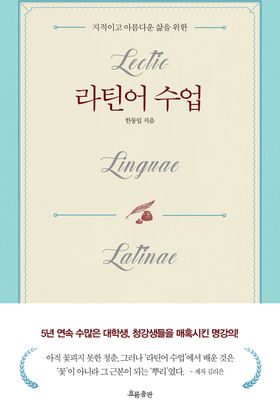 지적이고 아름다운 삶을 위한
Lectio
라틴어 수업
한동일 지음
Linguae
Latinae
5년 연속 수많은 대학생, 청강생들을 매혹시킨 명강의!
아직 꽃피지 못한 청춘, 그러나 '라틴어 수업'에서 배운 것은
'꽃'이 아니라 그 근본이 되는 '뿌리'였다. - 제자 김리은
흐름출판